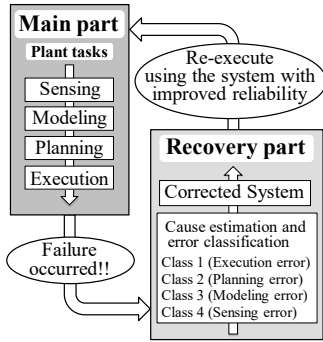 Main part
Plant tasks
Sensing
Modeling
Planning
Execution
Failure
occurred!!
Re-execute
using the system with
improved reliability
Recovery part
Corrected System
Cause estimation and
error classification
Class 1 (Execution error)
Class 2 (Planning error)
Class 3 (Modeling error)
Class 4 (Sensing error)